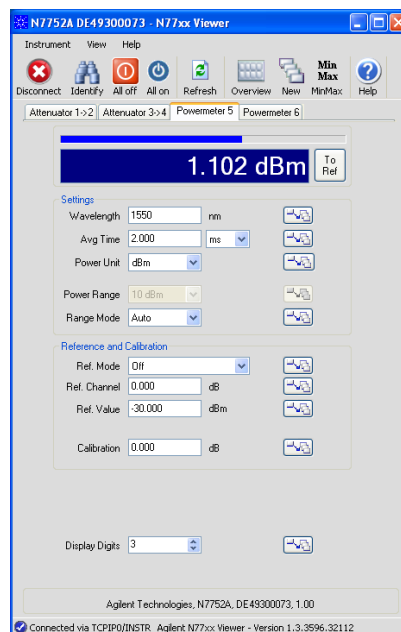 N7752A DE49300073 - N77xx Viewer
Instrument View Help
Disconnect Identify All off All on Refresh Overview New Min Max MinMax Help
Attenuator 1->2 Attenuator 3->4 Powermeter 5 Powermeter 6
1.102 dBm To Ref
Settings
Wavelength 1550 nm
Avg Time 2.000 ms
Power Unit dBm
Power Range 10 dBm
Range Mode Auto
Reference and Calibration
Ref. Mode Off
Ref. Channel 0.000 dB
Ref. Value -30.000 dBm
Calibration 0.000 dB
Display Digits 3
Agilent Technologies, N7752A, DE49300073, 1.00
Connected via TCPIP0/INSTR Agilent N77xx Viewer - Version 1.3.3596.32112